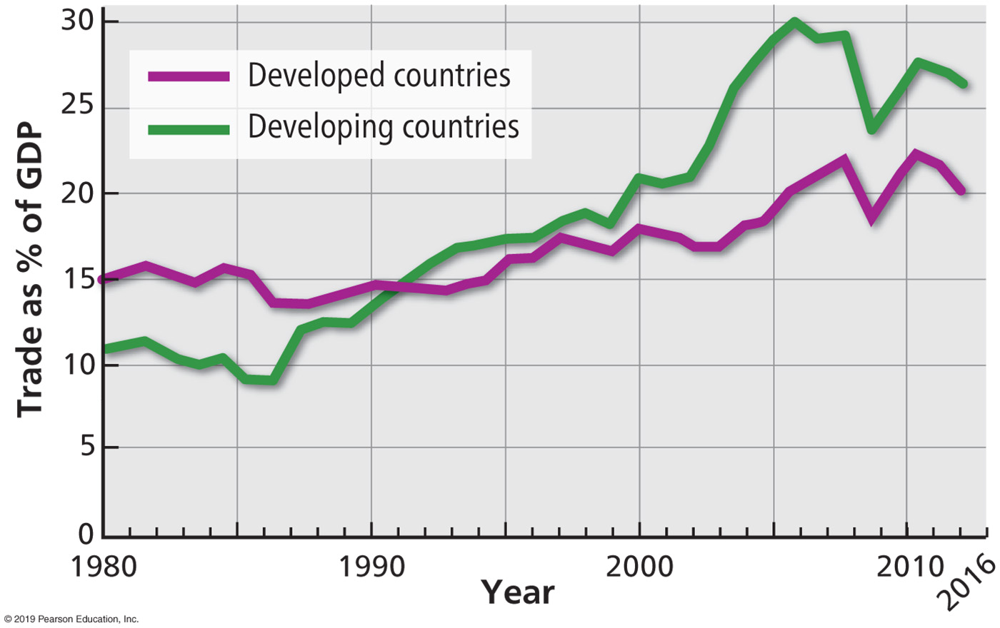 Trade as % of GDP
30
25
20
15
10
5
0
Developed countries
Developing countries
1980
1990
2000
2010
2016
Year
© 2019 Pearson Education, Inc.